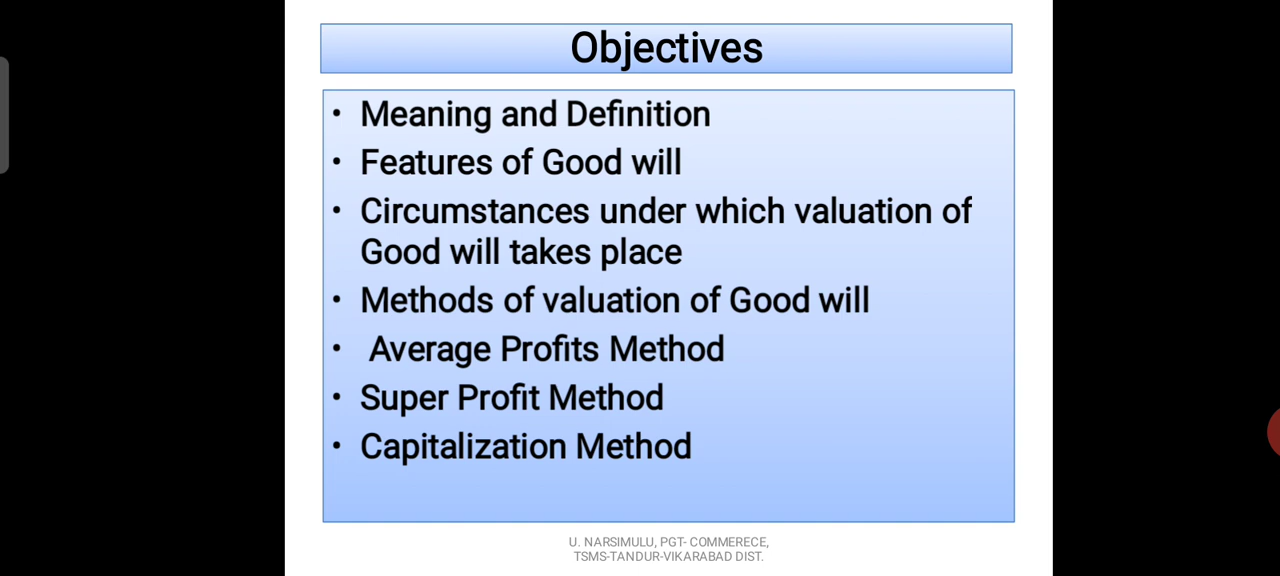 Objectives
• Meaning and Definition
• Features of Good will
• Circumstances under which valuation of
Good will takes place
• Methods of valuation of Good will
• Average Profits Method
• Super Profit Method
• Capitalization Method
U. NARSIMULU, PGT- COMMERECE,
TSMS-TANDUR-VIKARABAD DIST.